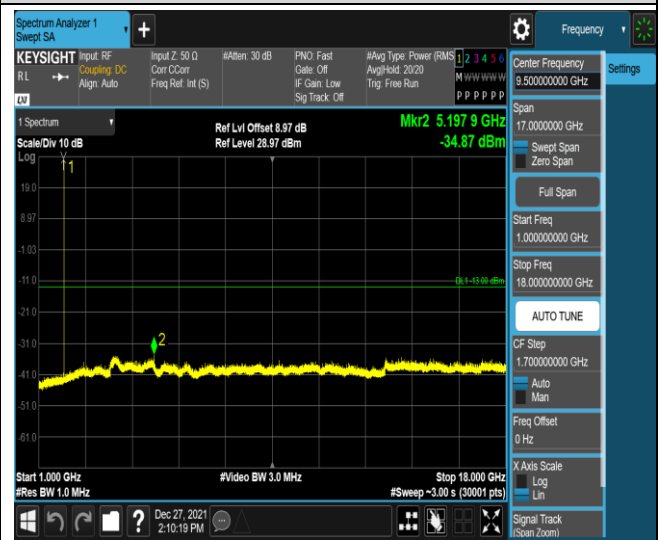 Spectrum Analyzer 1
Swept SA
Frequency
KEYSIGHT
RL
LXI
Input: RF
Coupling: DC
Align: Auto
Input Z: 50 Ω
Corr CCorr
Freq Ref: Int (S)
#Atten: 30 dB
PNO: Fast
Gate: Off
IF Gain: Low
Sig Track: Off
#Avg Type: Power (RMS
Avg|Hold: 20/20
Trig: Free Run
1 2 3 4 5 6
M W W W W W
P P P P P P
1 Spectrum
Scale/Div 10 dB
Log
Ref Lvl Offset 8.97 dB
Ref Level 28.97 dBm
Mkr2 5.197 9 GHz
-34.87 dBm
1
19.0
8.97
-1.03
-11.0
DL1 -13.00 dBm
-21.0
-31.0
2
-41.0
-51.0
-61.0
Start 1.000 GHz
#Res BW 1.0 MHz
#Video BW 3.0 MHz
Stop 18.000 GHz
#Sweep ~3.00 s (30001 pts)
?
Dec 27, 2021
2:10:19 PM
Center Frequency
9.500000000 GHz
Span
17.0000000 GHz
Swept Span
Zero Span
Full Span
Start Freq
1.000000000 GHz
Stop Freq
18.000000000 GHz
AUTO TUNE
CF Step
1.700000000 GHz
Auto
Man
Freq Offset
0 Hz
X Axis Scale
Log
Lin
Signal Track
(Span Zoom)
Settings